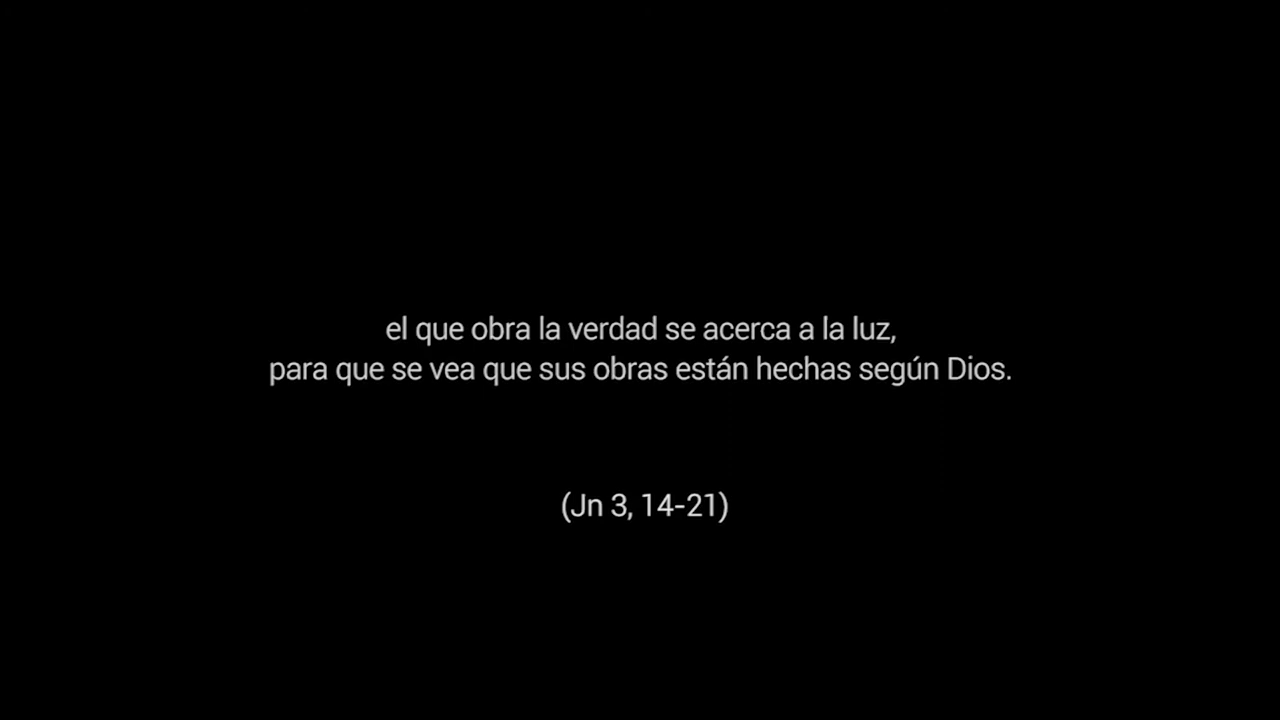 el que obra la verdad se acerca a la luz,
para que se vea que sus obras están hechas según Dios.
(Jn 3, 14-21)